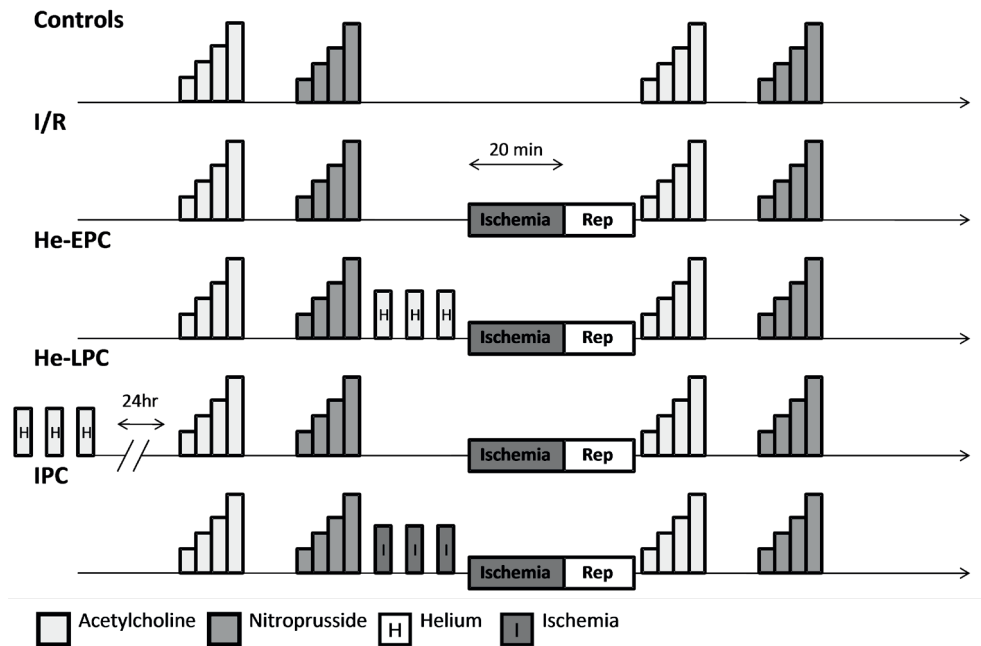 Controls
I/R
20 min
Ischemia Rep
He-EPC
H H H
Ischemia Rep
He-LPC
24hr
H H H
Ischemia Rep
IPC
I I I
Ischemia Rep
Acetylcholine Nitroprusside H Helium I Ischemia